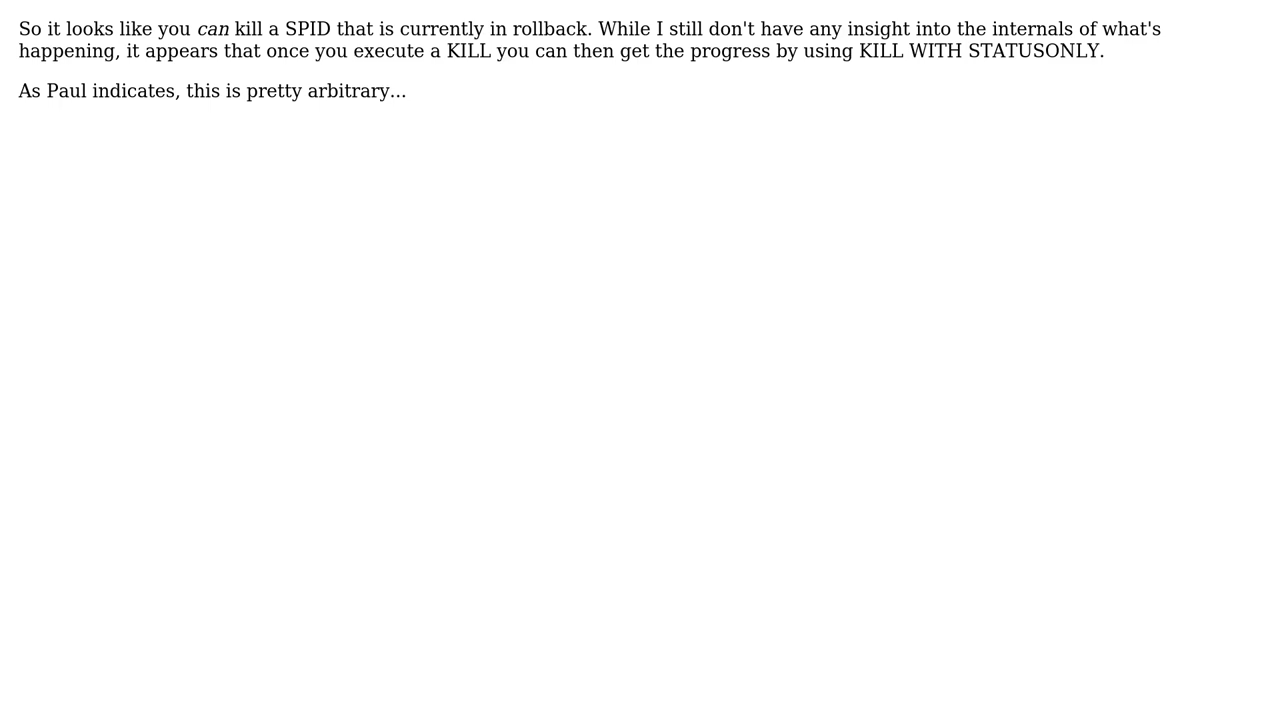 So it looks like you can kill a SPID that is currently in rollback. While I still don't have any insight into the internals of what's
happening, it appears that once you execute a KILL you can then get the progress by using KILL WITH STATUSONLY.
As Paul indicates, this is pretty arbitrary...